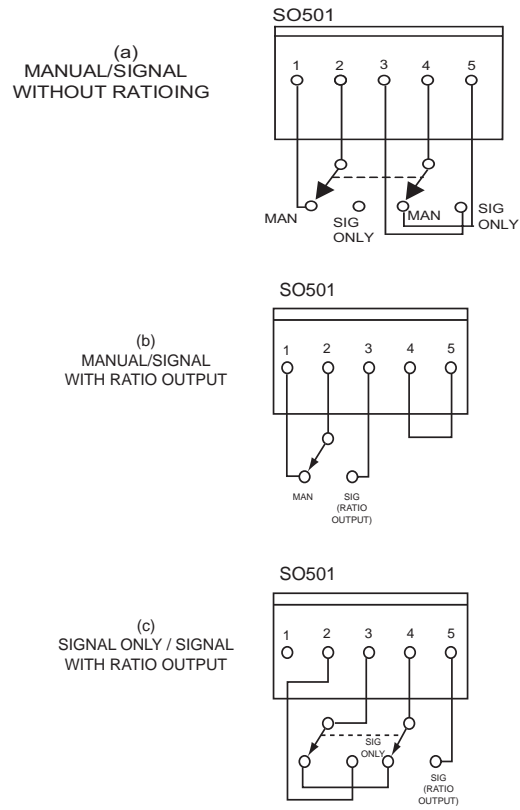 SO501
(a)
MANUAL/SIGNAL
WITHOUT RATIOING
1 2 3 4 5
MAN
SIG
ONLY
MAN
SIG
ONLY
SO501
(b)
MANUAL/SIGNAL
WITH RATIO OUTPUT
1 2 3 4 5
MAN
SIG
(RATIO
OUTPUT)
SO501
(c)
SIGNAL ONLY / SIGNAL
WITH RATIO OUTPUT
1 2 3 4 5
SIG
ONLY
SIG
(RATIO
OUTPUT)